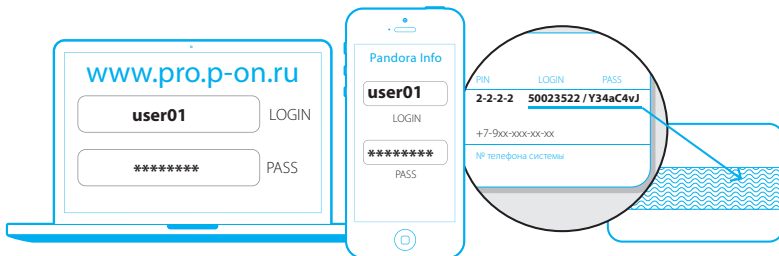 www.pro.p-on.ru
user01 LOGIN
******** PASS
Pandora Info
user01
LOGIN
********
PASS
PIN LOGIN PASS
2-2-2-2 50023522 / Y34aC4vJ
+7-9xx-xxx-xx-xx
№ телефона системы